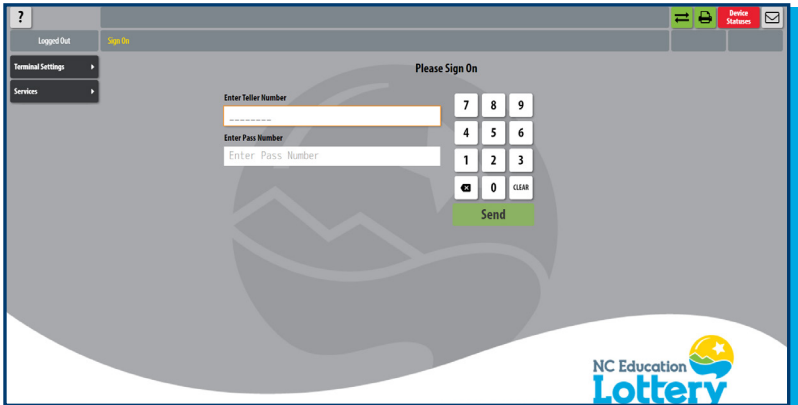 ?
Device
Statuses
Logged Out
Sign On
Terminal Settings
Services
Please Sign On
Enter Teller Number
________
Enter Pass Number
Enter Pass Number
7 8 9
4 5 6
1 2 3
0 CLEAR
Send
NC Education
Lottery